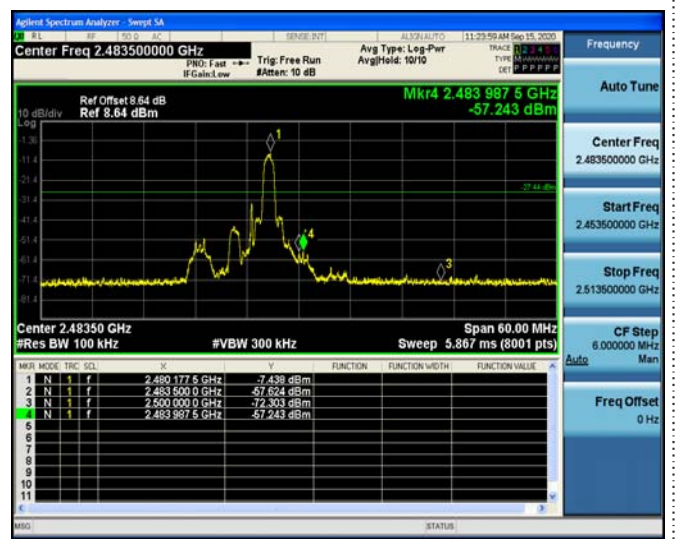 Agilent Spectrum Analyzer - Swept SA
RL RF 50 Ω AC SENSE:INT ALIGNAUTO 11:23:59 AM Sep 15, 2020
Center Freq 2.483500000 GHz
PNO: Fast Trig: Free Run
IFGain:Low #Atten: 10 dB
Avg Type: Log-Pwr
Avg|Hold: 10/10
TRACE 1 2 3 4 5 6
TYPE
DET P P P P P P
Mkr4 2.483 987 5 GHz
-57.243 dBm
Ref Offset 8.64 dB
10 dB/div Ref 8.64 dBm
Log
-1.36
-11.4
-21.4
-31.4
-41.4
-51.4
-61.4
-71.4
-81.4
1
-27.44 dBm
4
3
Center 2.48350 GHz Span 60.00 MHz
#Res BW 100 kHz #VBW 300 kHz Sweep 5.867 ms (8001 pts)
MKR MODE TRC SCL X Y FUNCTION FUNCTION WIDTH FUNCTION VALUE
1 N 1 f 2.480 177 5 GHz -7.438 dBm
2 N 1 f 2.483 500 0 GHz -57.624 dBm
3 N 1 f 2.500 000 0 GHz -72.303 dBm
4 N 1 f 2.483 987 5 GHz -57.243 dBm
5
6
7
8
9
10
11
MSG STATUS
Frequency
Auto Tune
Center Freq
2.483500000 GHz
Start Freq
2.453500000 GHz
Stop Freq
2.513500000 GHz
CF Step
6.000000 MHz
Auto Man
Freq Offset
0 Hz